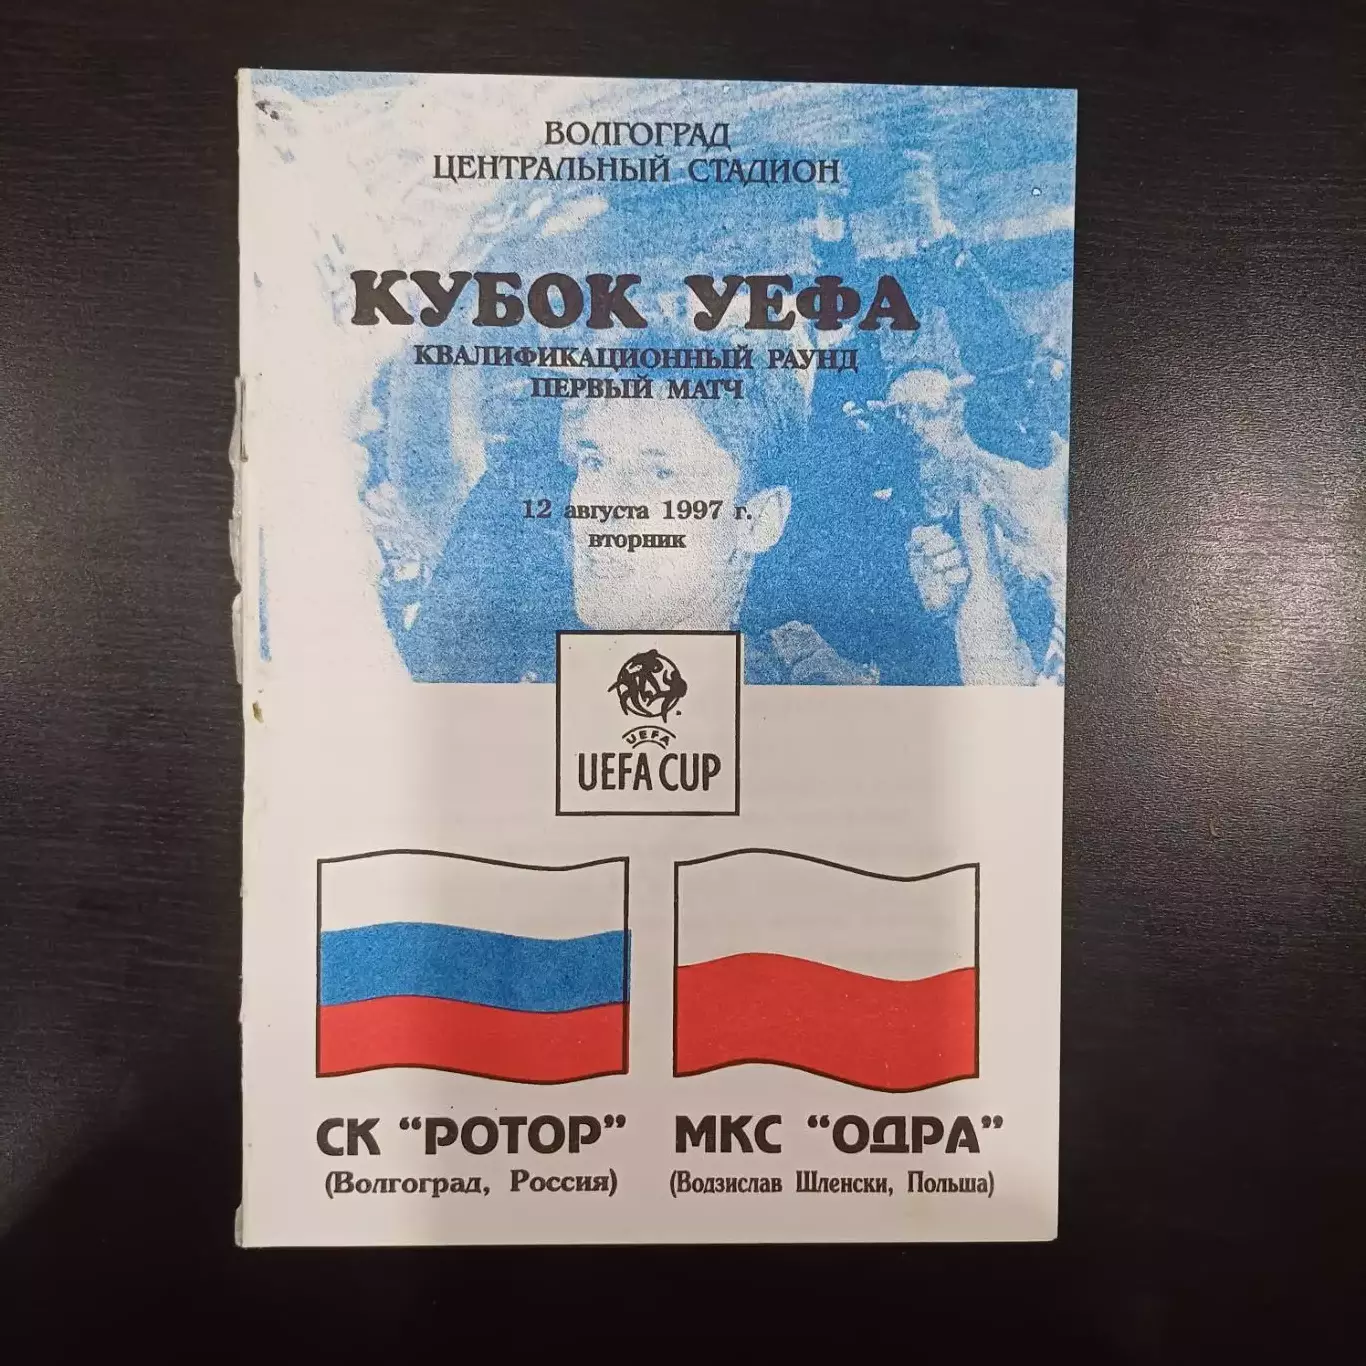 ВОЛГОГРАД
ЦЕНТРАЛЬНЫЙ СТАДИОН
КУБОК УЕФА
КВАЛИФИКАЦИОННЫЙ РАУНД
ПЕРВЫЙ МАТЧ
12 августа 1997 г.
вторник
UEFA
UEFA CUP
СК "РОТОР"
(Волгоград, Россия)
МКС "ОДРА"
(Водзислав Шленски, Польша)